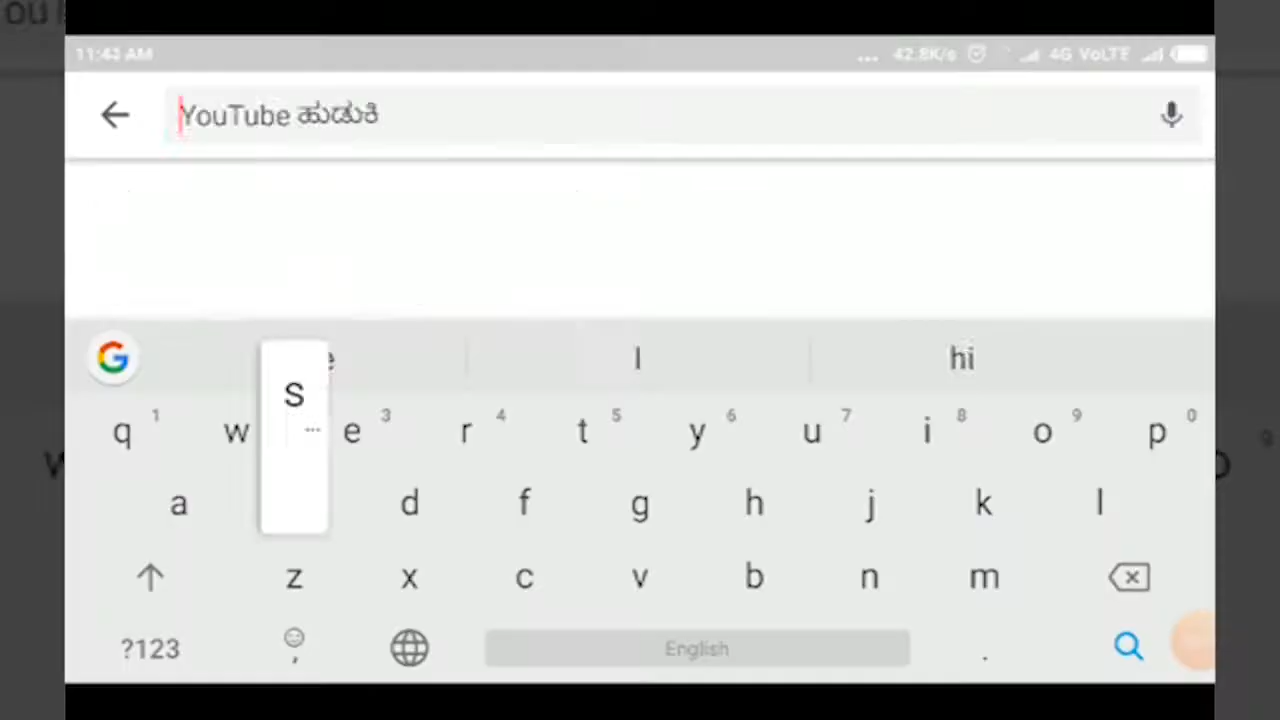 11:43 AM ... 42.8K/s 4G VoLTE
YouTube ಹುಡುಕಿ
G I hi
q 1 w e 3 r 4 t 5 y 6 u 7 i 8 o 9 p 0
S ...
a d f g h j k l
z x c v b n m
?123 , English .